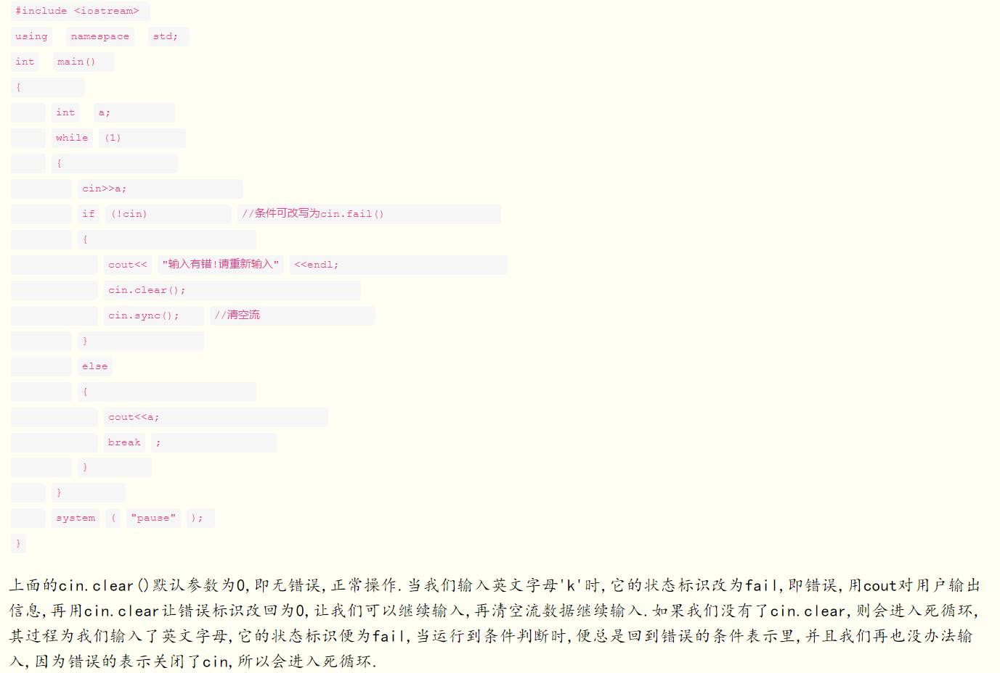 #include <iostream>
using namespace std;
int main()
{
int a;
while (1)
{
cin>>a;
if (!cin) //条件可改写为cin.fail()
{
cout<< "输入有错!请重新输入" <<endl;
cin.clear();
cin.sync(); //清空流
}
else
{
cout<<a;
break ;
}
}
system ( "pause" );
}
上面的cin.clear()默认参数为0,即无错误,正常操作.当我们输入英文字母'k'时,它的状态标识改为fail,即错误,用cout对用户输出
信息,再用cin.clear让错误标识改回为0,让我们可以继续输入,再清空流数据继续输入.如果我们没有了cin.clear,则会进入死循环,
其过程为我们输入了英文字母,它的状态标识便为fail,当运行到条件判断时,便总是回到错误的条件表示里,并且我们再也没办法输
入,因为错误的表示关闭了cin,所以会进入死循环.